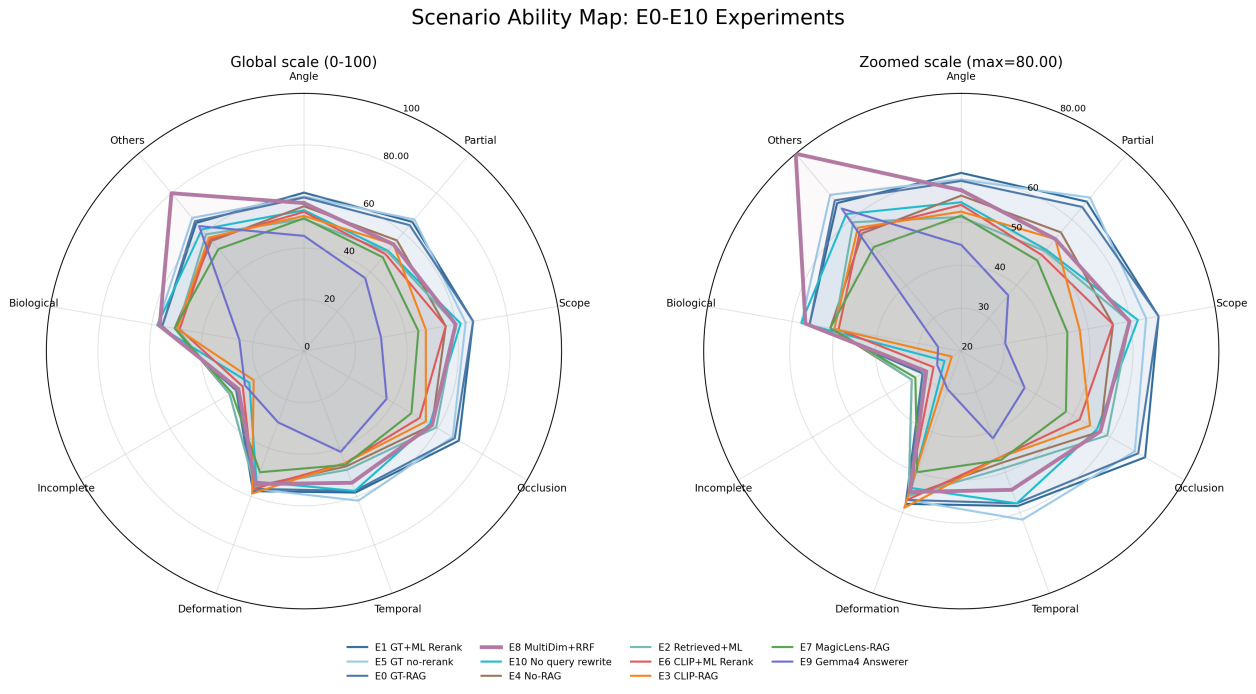 Scenario Ability Map: E0-E10 Experiments
Global scale (0-100)
Angle
Partial
Scope
Occlusion
Temporal
Deformation
Incomplete
Biological
Others
0
20
40
60
80.00
100
Zoomed scale (max=80.00)
Angle
Partial
Scope
Occlusion
Temporal
Deformation
Incomplete
Biological
Others
20
30
40
50
60
80.00
E1 GT+ML Rerank
E5 GT no-rerank
E0 GT-RAG
E8 MultiDim+RRF
E10 No query rewrite
E4 No-RAG
E2 Retrieved+ML
E6 CLIP+ML Rerank
E3 CLIP-RAG
E7 MagicLens-RAG
E9 Gemma4 Answerer